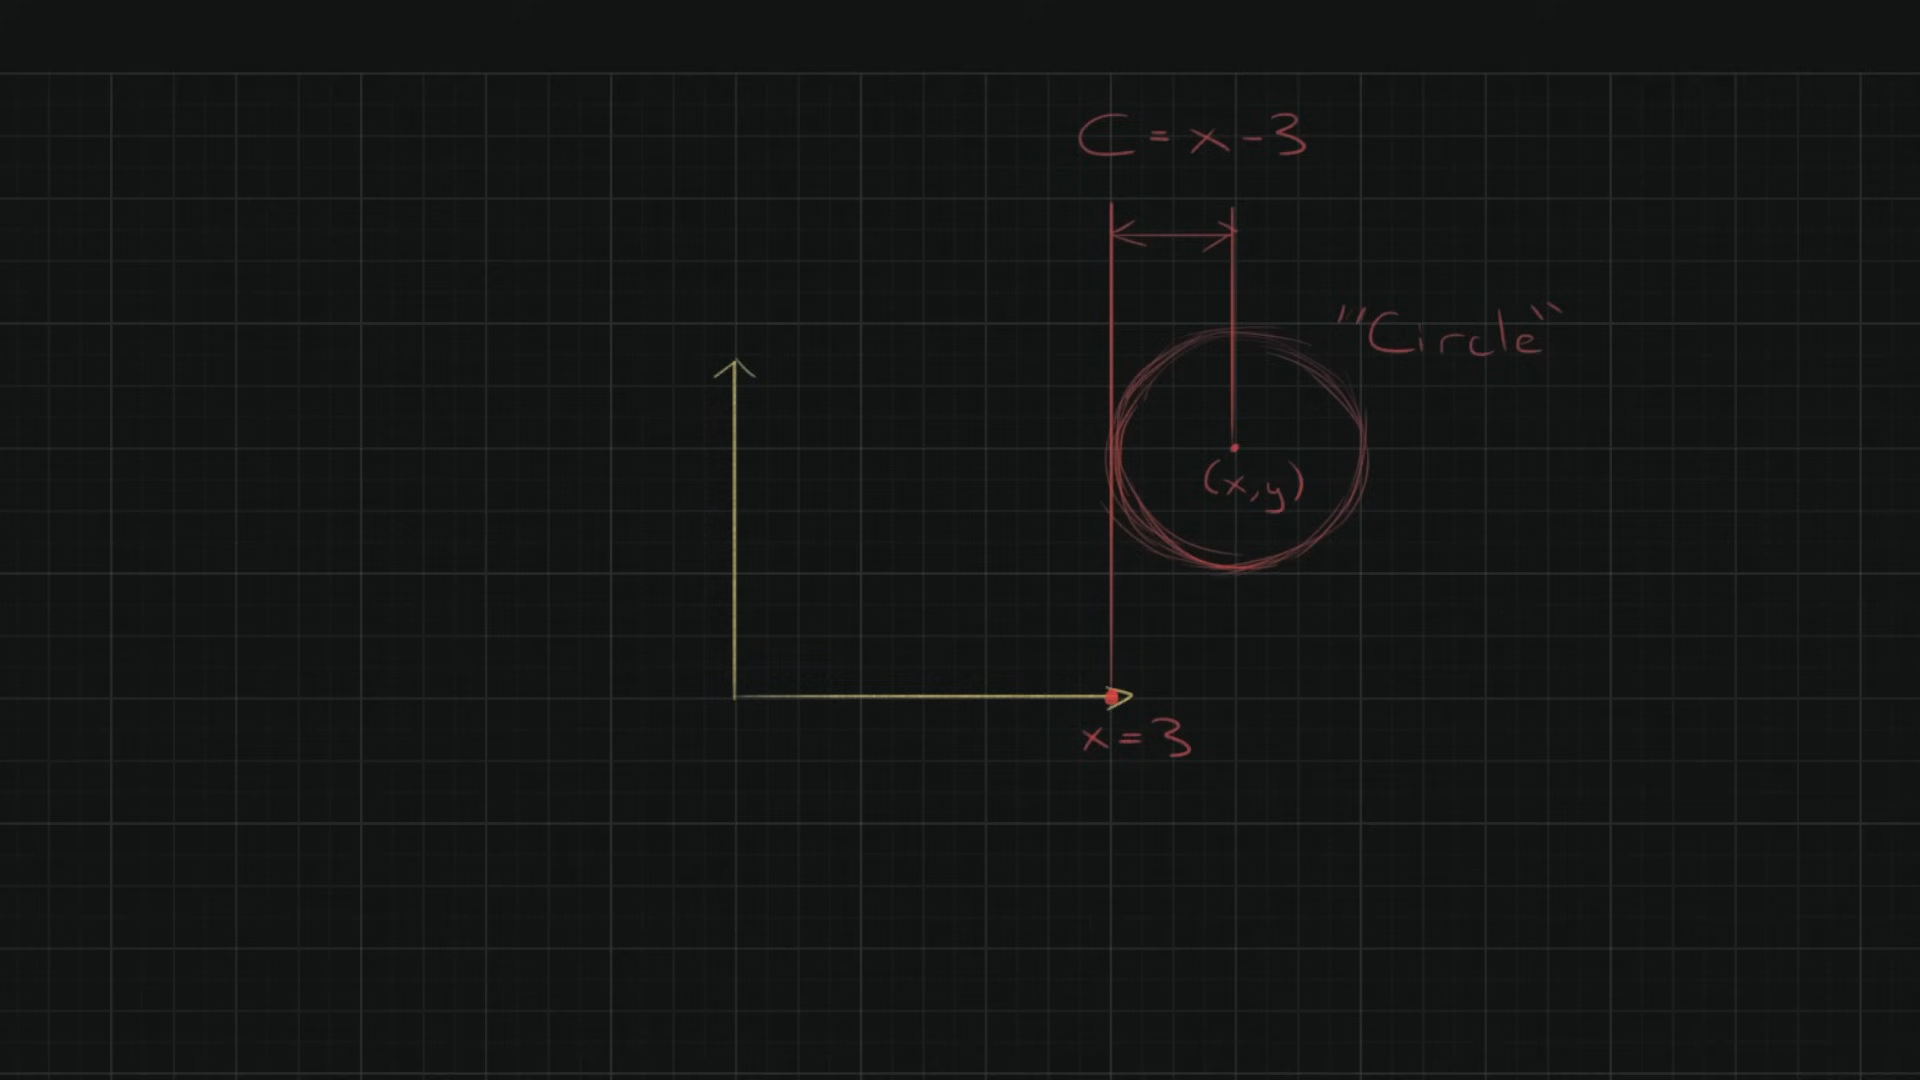 C = x - 3
"Circle"
(x,y)
x = 3